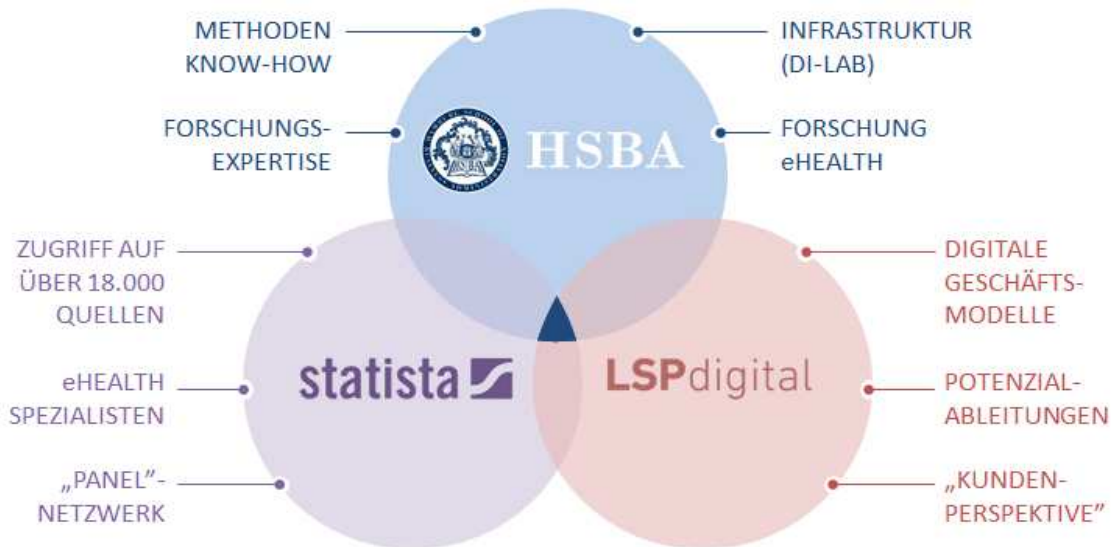 METHODEN
KNOW-HOW
INFRASTRUKTUR
(DI-LAB)
FORSCHUNGS-
EXPERTISE
HSBA
FORSCHUNG
eHEALTH
ZUGRIFF AUF
ÜBER 18.000
QUELLEN
DIGITALE
GESCHÄFTS-
MODELLE
eHEALTH
SPEZIALISTEN
statista
LSPdigital
POTENZIAL-
ABLEITUNGEN
„PANEL”-
NETZWERK
„KUNDEN-
PERSPEKTIVE”